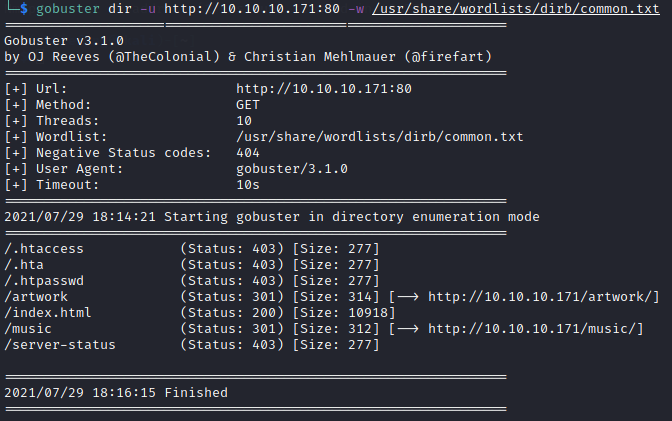 └─$ gobuster dir -u http://10.10.10.171:80 -w /usr/share/wordlists/dirb/common.txt
===============================================================
Gobuster v3.1.0
by OJ Reeves (@TheColonial) & Christian Mehlmauer (@firefart)
===============================================================
[+] Url:                     http://10.10.10.171:80
[+] Method:                  GET
[+] Threads:                 10
[+] Wordlist:                /usr/share/wordlists/dirb/common.txt
[+] Negative Status codes:   404
[+] User Agent:              gobuster/3.1.0
[+] Timeout:                 10s
===============================================================
2021/07/29 18:14:21 Starting gobuster in directory enumeration mode
===============================================================
/.htaccess            (Status: 403) [Size: 277]
/.hta                 (Status: 403) [Size: 277]
/.htpasswd            (Status: 403) [Size: 277]
/artwork              (Status: 301) [Size: 314] [--> http://10.10.10.171/artwork/]
/index.html           (Status: 200) [Size: 10918]
/music                (Status: 301) [Size: 312] [--> http://10.10.10.171/music/]
/server-status        (Status: 403) [Size: 277]
===============================================================
2021/07/29 18:16:15 Finished
===============================================================